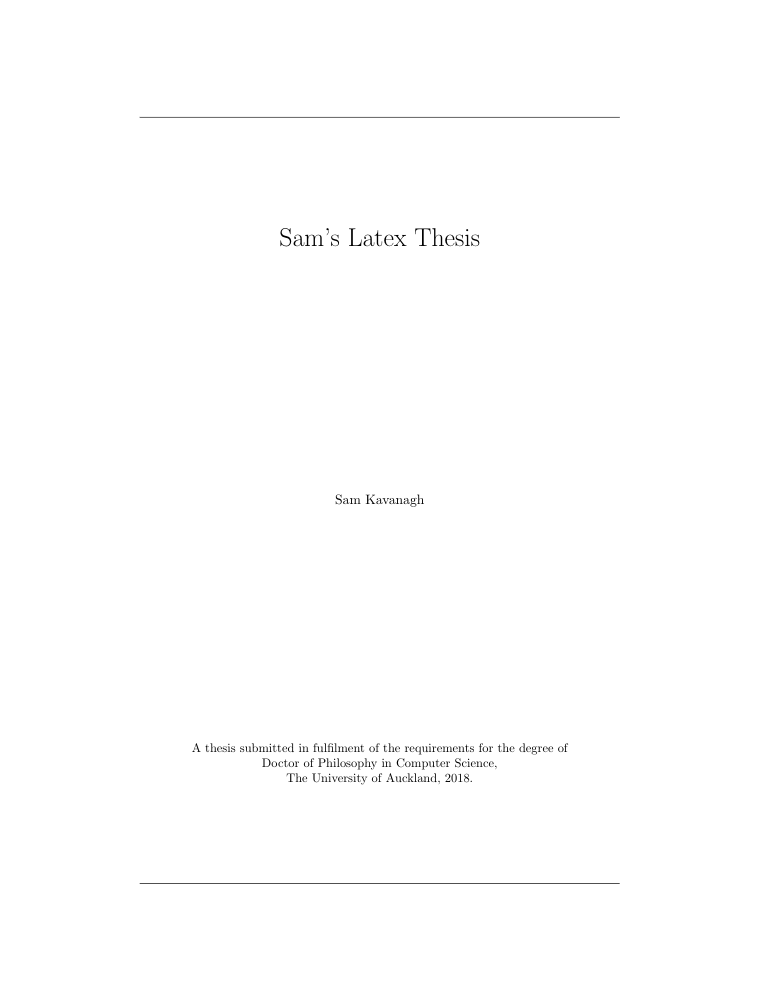 Sam's Latex Thesis
Sam Kavanagh
A thesis submitted in fulfilment of the requirements for the degree of
Doctor of Philosophy in Computer Science,
The University of Auckland, 2018.